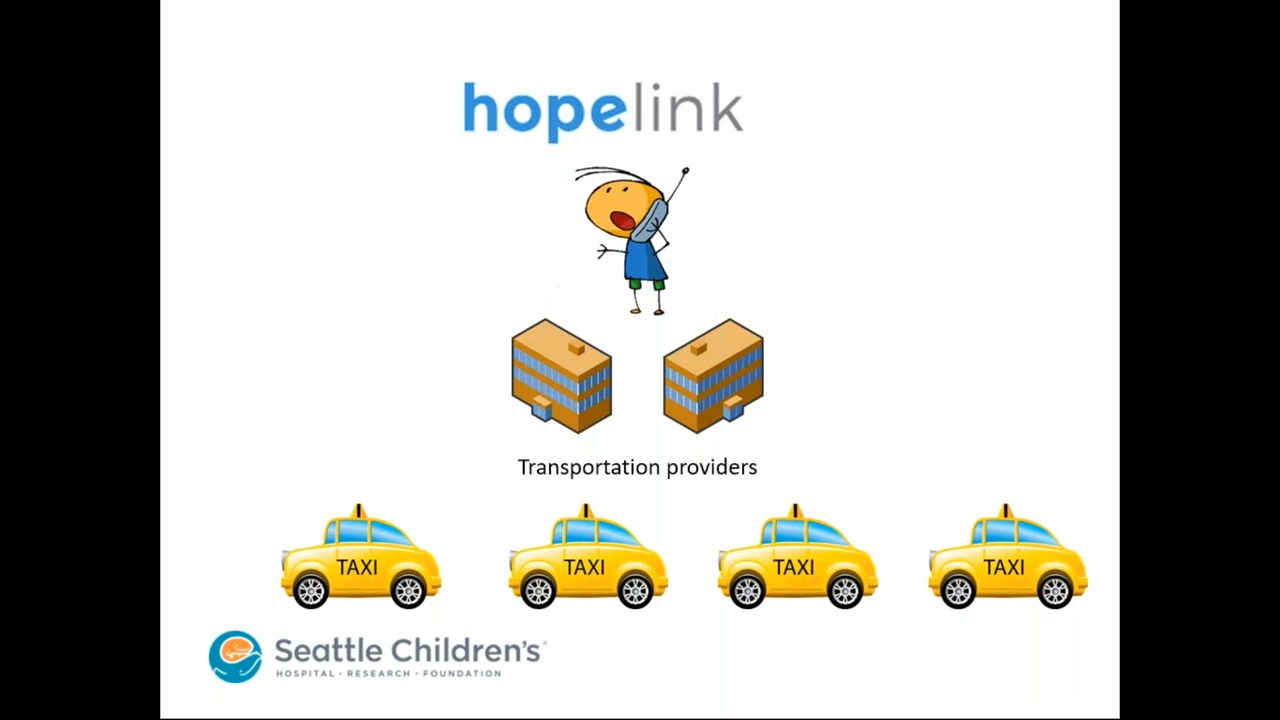 hopelink
Transportation providers
TAXI TAXI TAXI TAXI
Seattle Children's®
HOSPITAL · RESEARCH · FOUNDATION